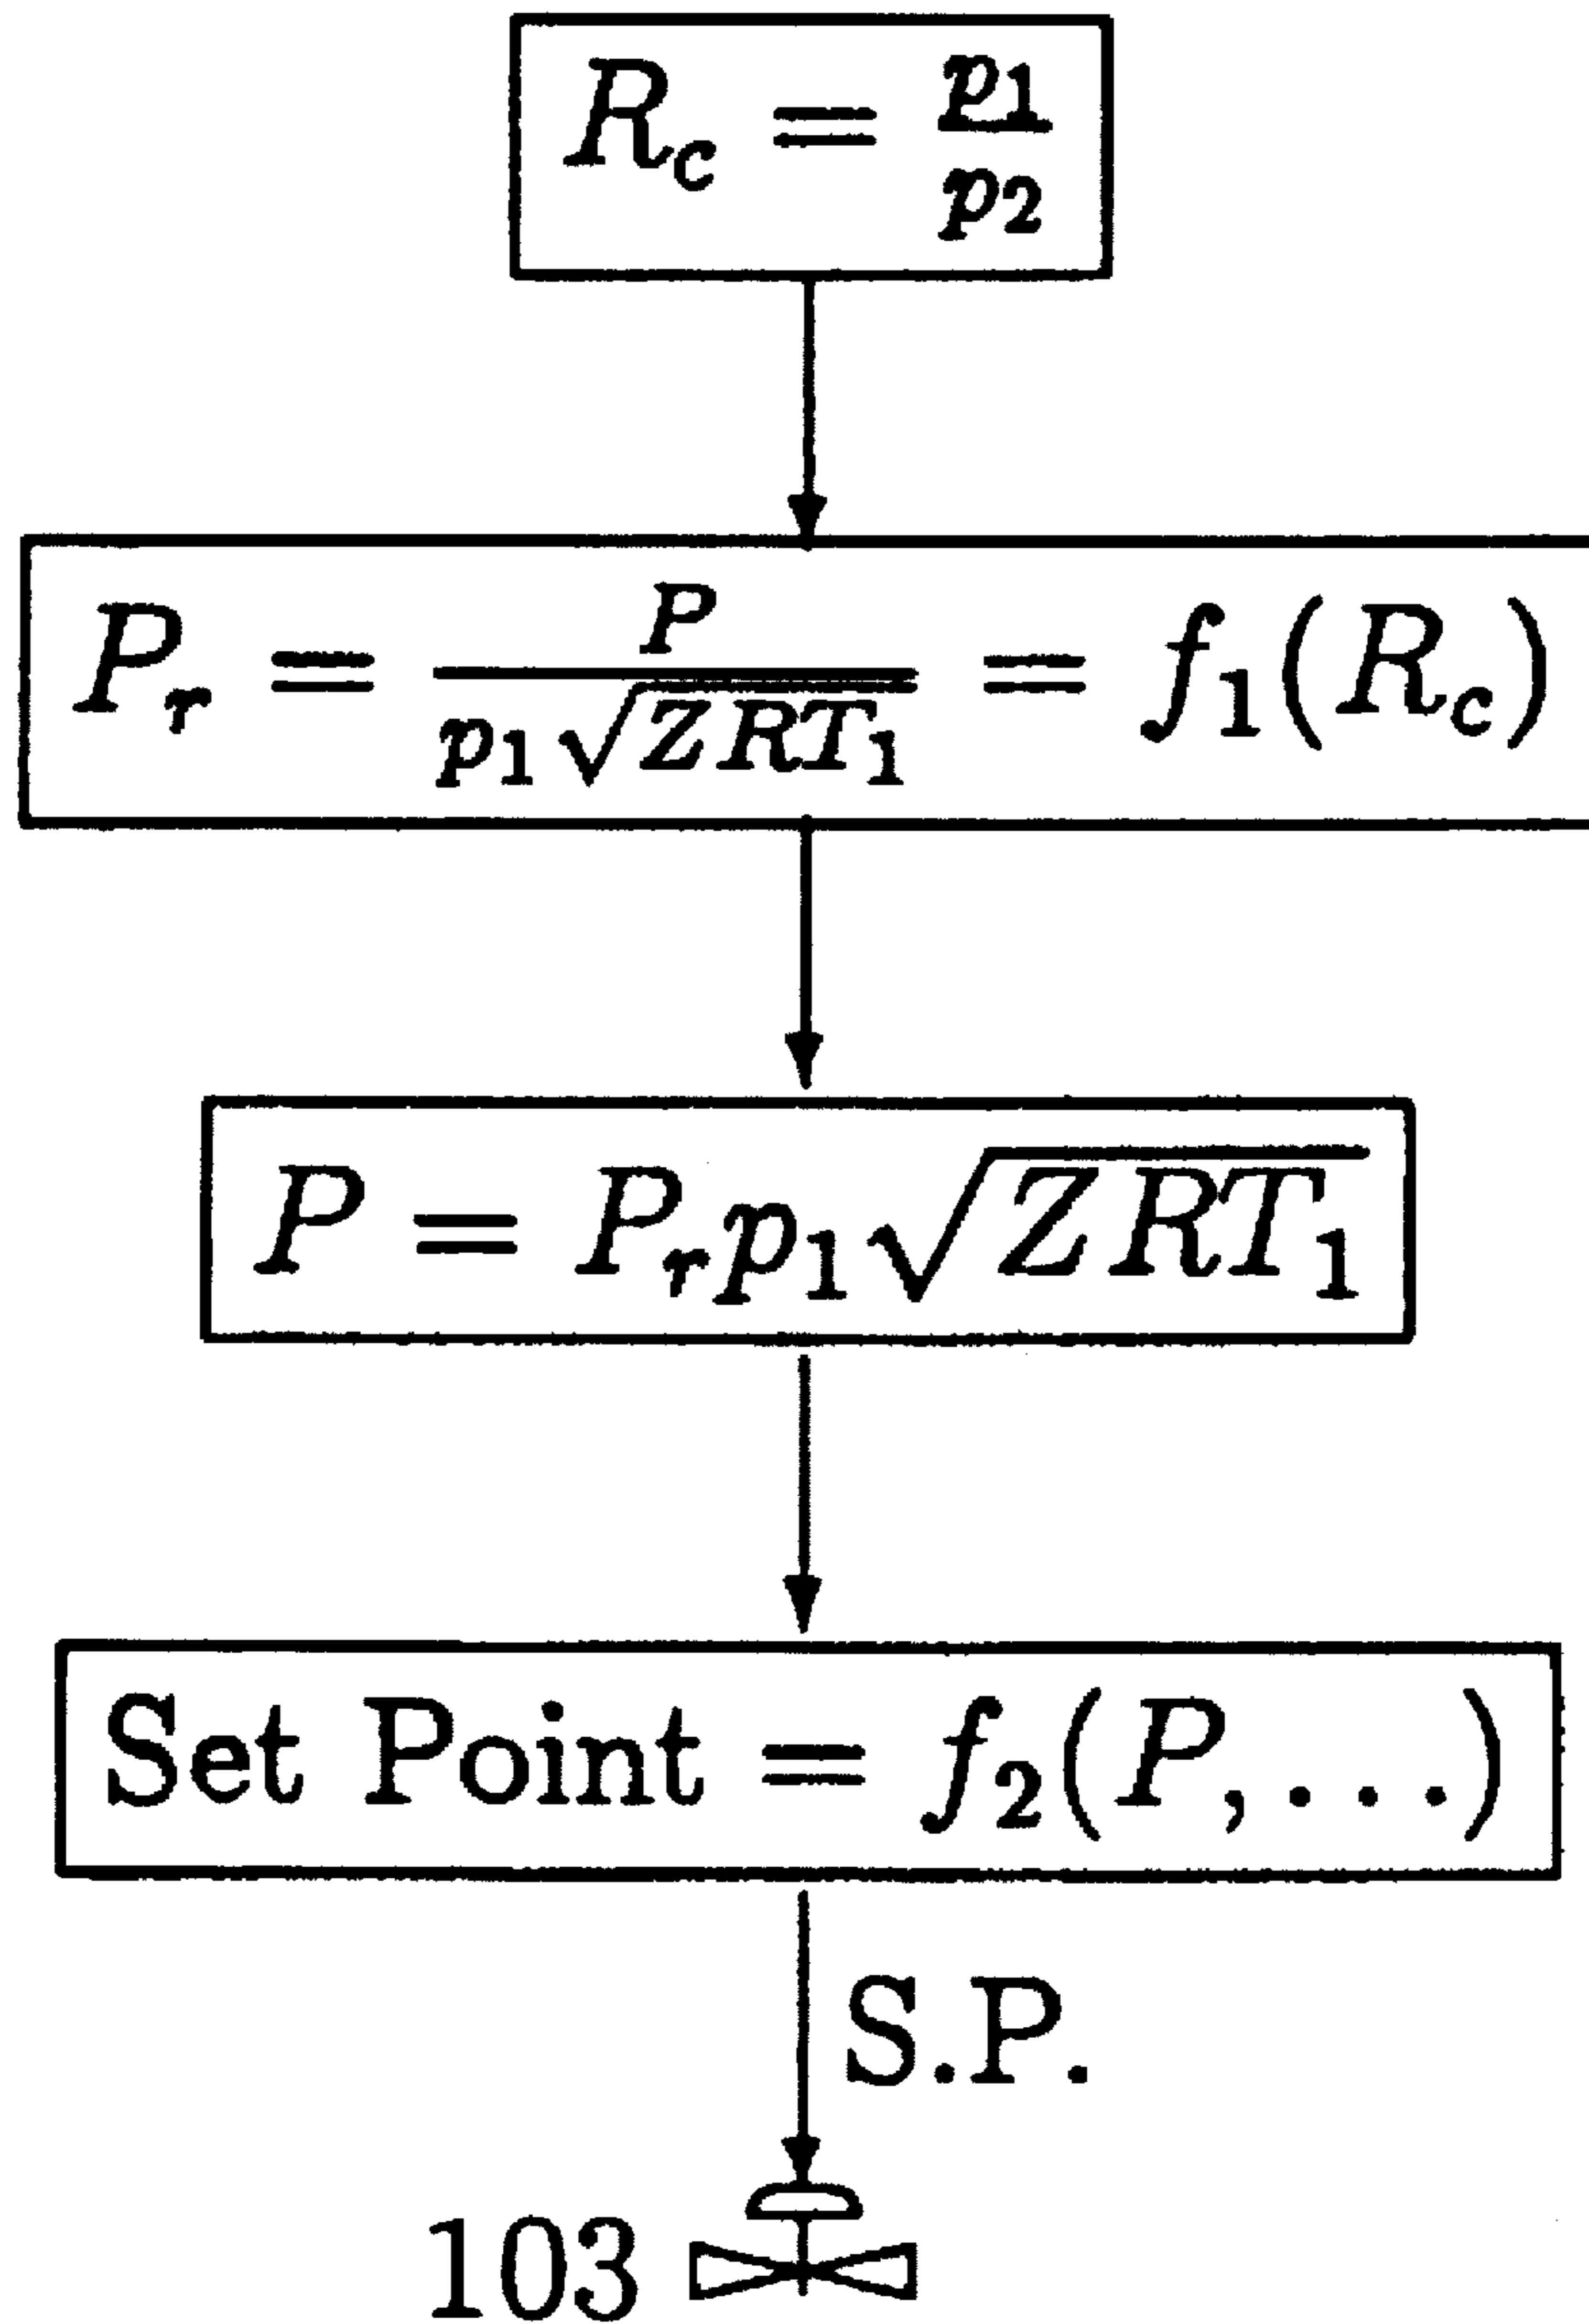 R_c = p_1/p_2
P_r = P/(p_1√(ZRT_1)) = f_1(R_c)
P = P_r p_1√(ZRT_1)
Set Point = f_2(P, . . .)
S.P.
103